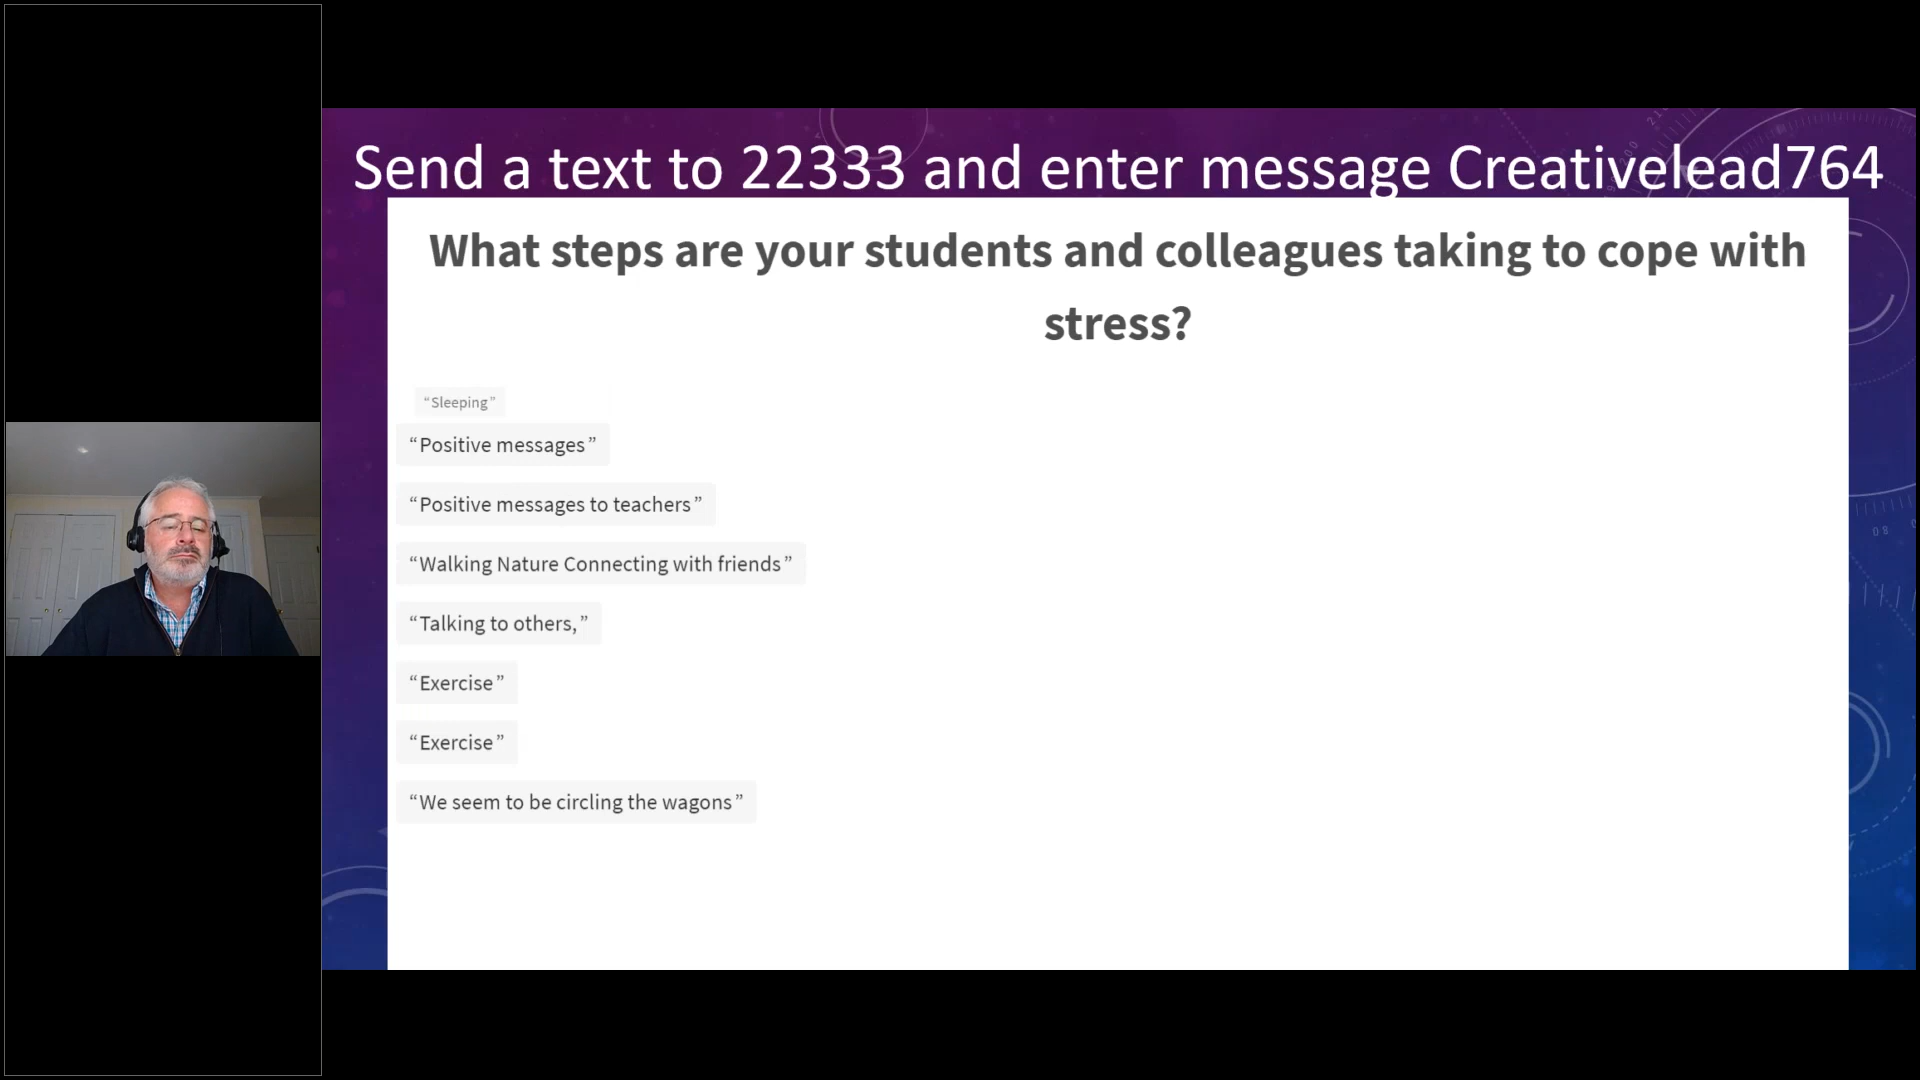 Send a text to 22333 and enter message Creativelead764
What steps are your students and colleagues taking to cope with
stress?
“Sleeping”
“Positive messages”
“Positive messages to teachers”
“Walking Nature Connecting with friends”
“Talking to others,”
“Exercise”
“Exercise”
“We seem to be circling the wagons”